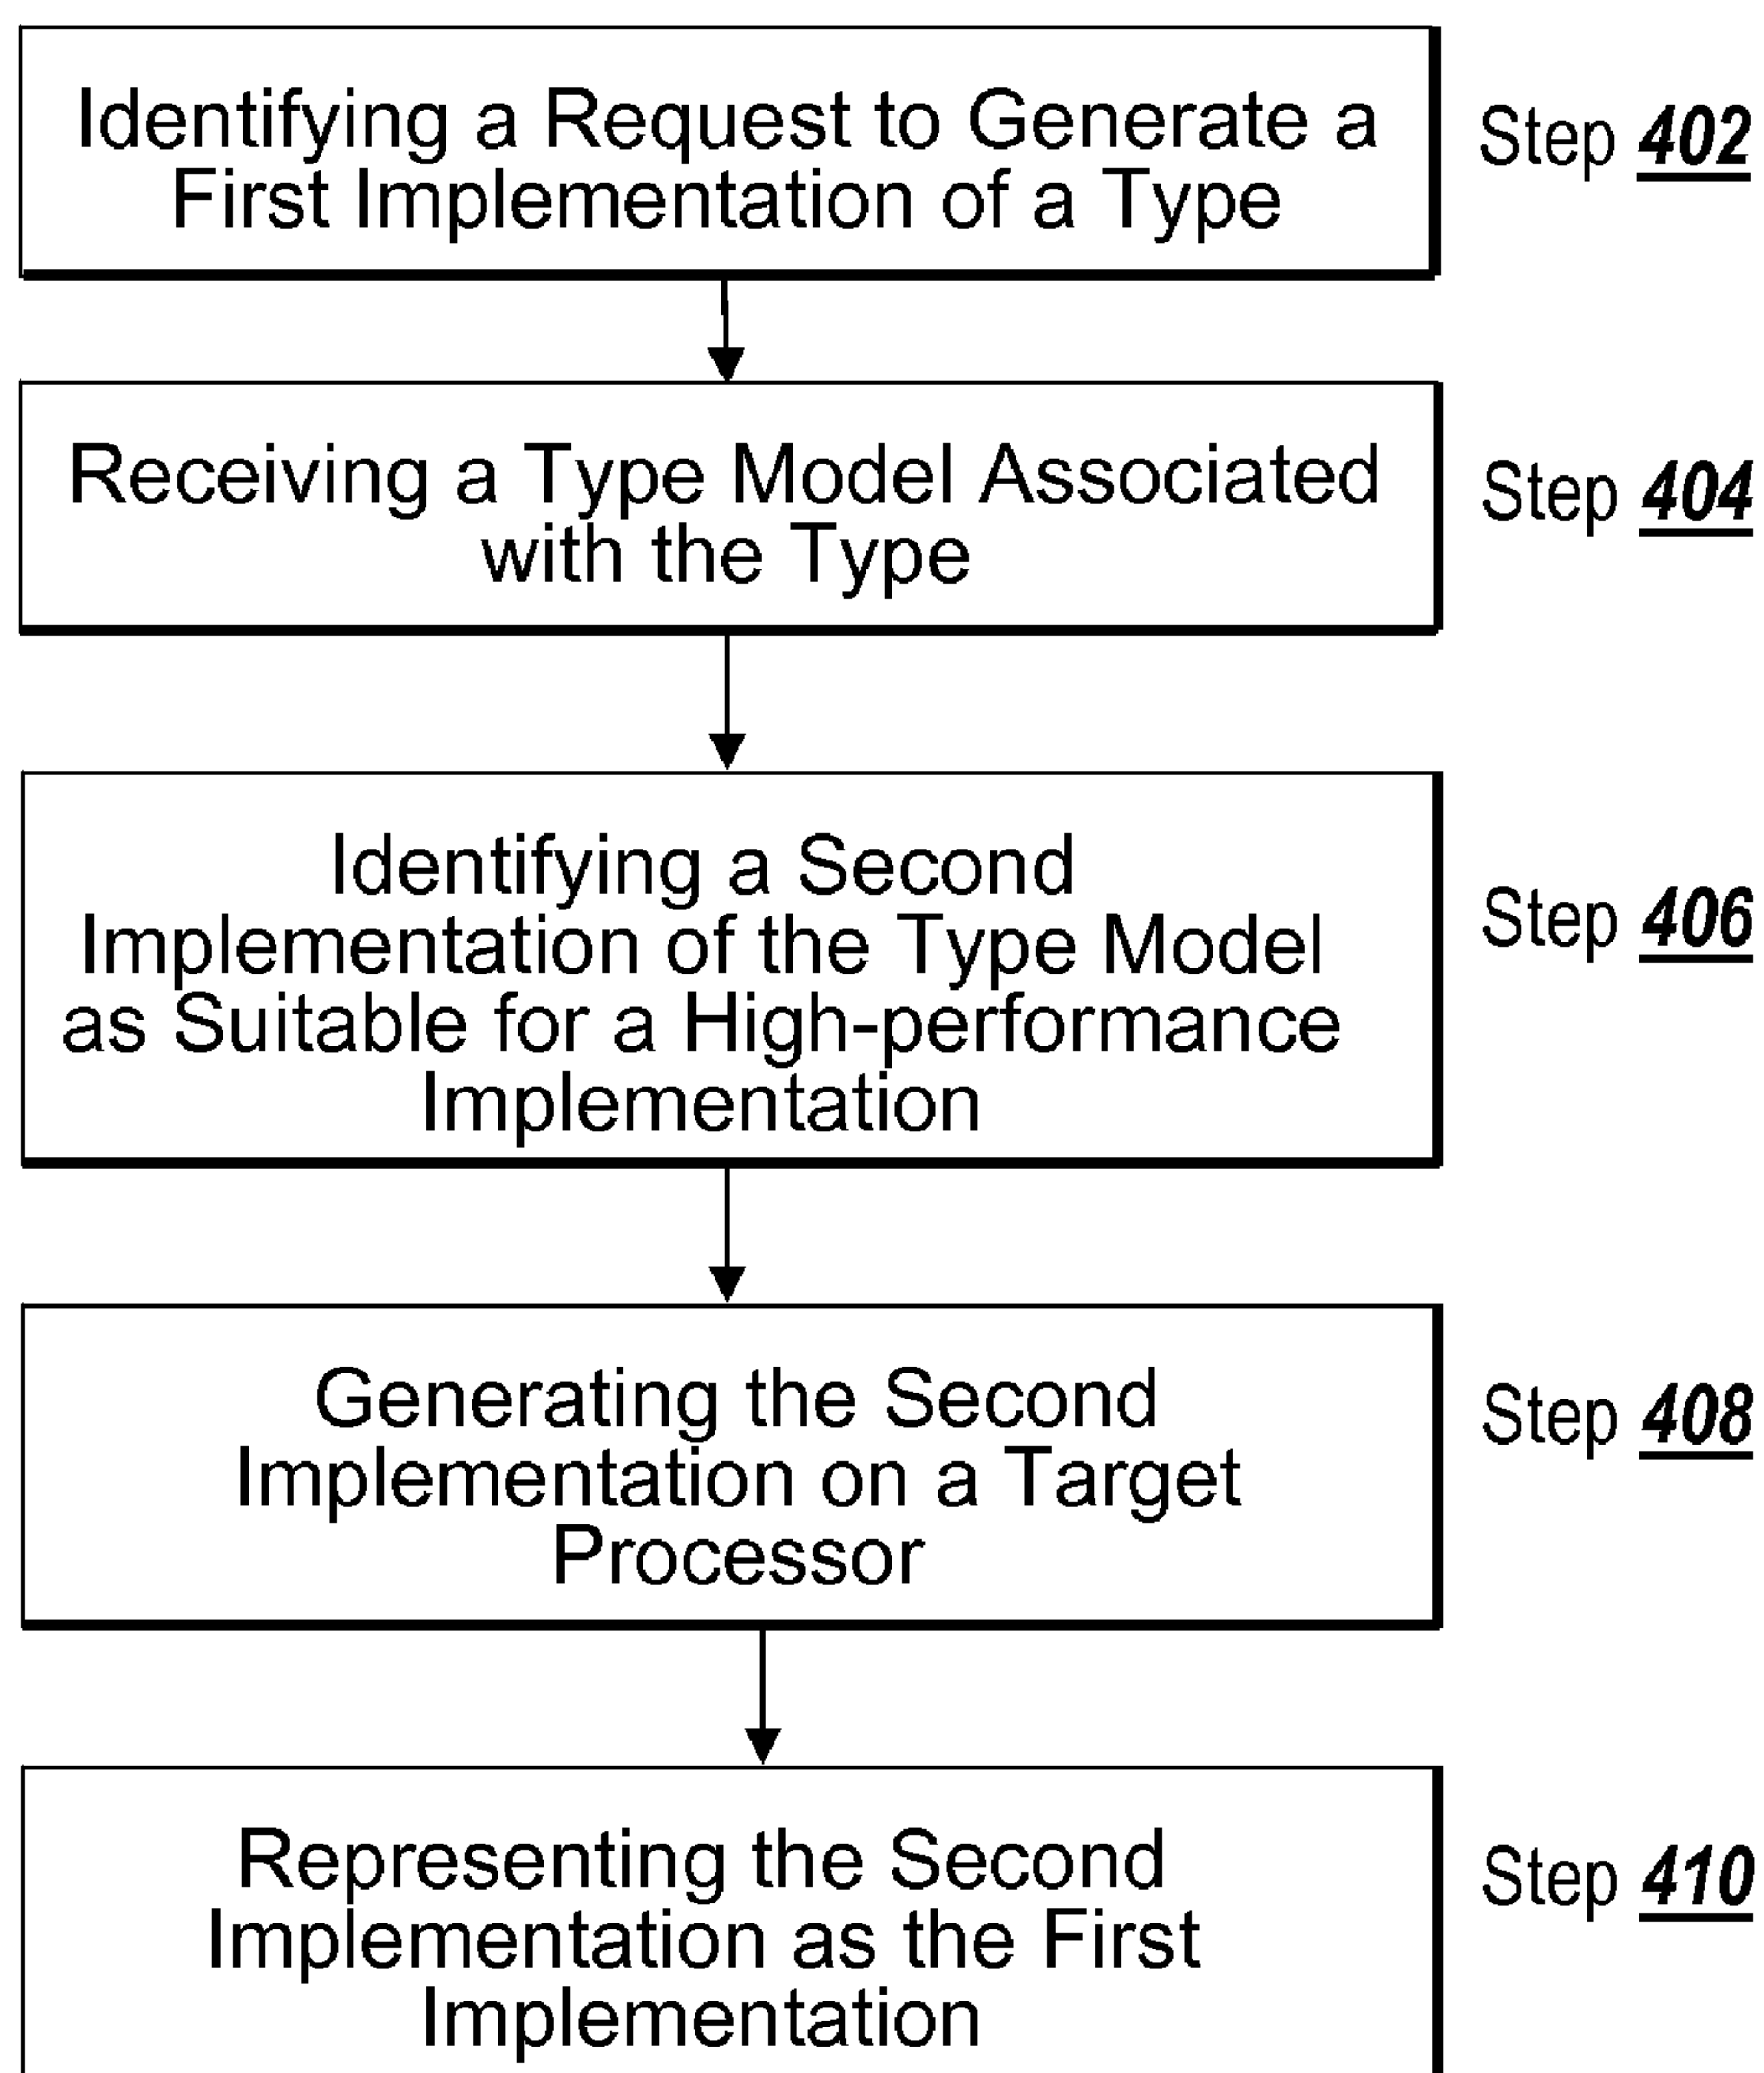 Identifying a Request to Generate a
First Implementation of a Type
Step 402
Receiving a Type Model Associated
with the Type
Step 404
Identifying a Second
Implementation of the Type Model
as Suitable for a High-performance
Implementation
Step 406
Generating the Second
Implementation on a Target
Processor
Step 408
Representing the Second
Implementation as the First
Implementation
Step 410